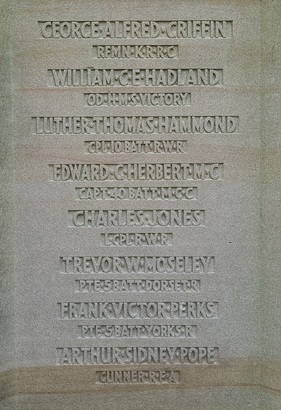 GEORGE·ALFRED·GRIFFIN
REMN·K·R·R·C
WILLIAM·C·E·HADLAND
OD·H·M·S·VICTORY
LUTHER·THOMAS·HAMMOND
CPL·10·BATT·R·W·R
EDWARD·C·HERBERT·M·C
CAPT·40·BATT·M·G·C
CHARLES·JONES
L·CPL·R·W·F
TREVOR·W·MOSELEY
PTE·5·BATT·DORSET·R
FRANK·VICTOR·PERKS
PTE·5·BATT·YORKS·R
ARTHUR·SIDNEY·POPE
GUNNER·R·F·A